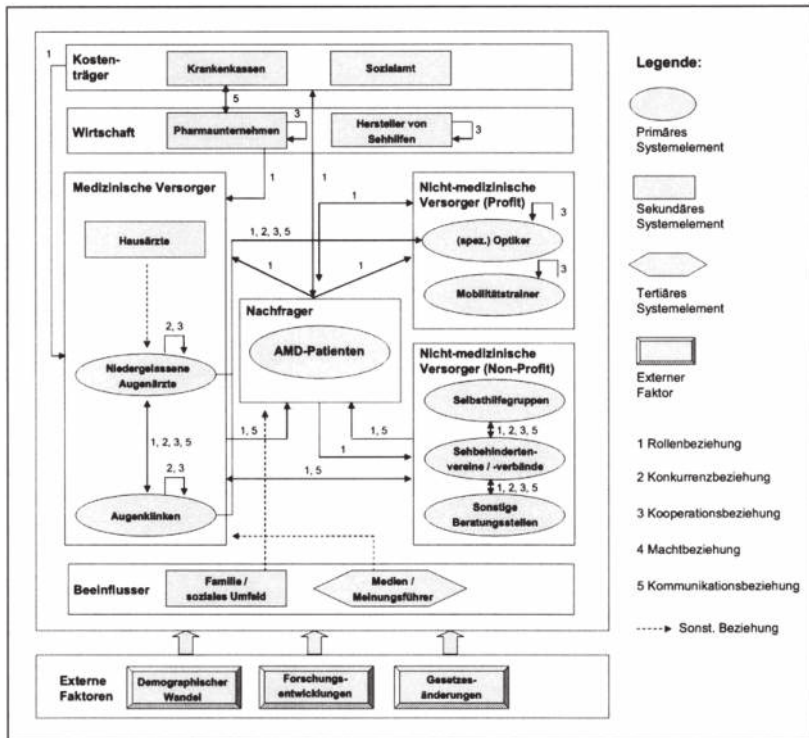 1
Kosten-
träger
Krankenkassen
Sozialamt
5
Wirtschaft
Pharmaunternehmen
3
Hersteller von
Sehhilfen
3
1
1
Medizinische Versorger
Hausärzte
2, 3
Niedergelassene
Augenärzte
1, 2, 3, 5
2, 3
Augenkliniken
1
1, 2, 3, 5
1
1
Nicht-medizinische
Versorger (Profit)
3
(spez.) Optiker
3
Mobilitätstrainer
Nachfrager
AMD-Patienten
1, 5
1, 5
1
1, 5
Nicht-medizinische
Versorger (Non-Profit)
Selbsthilfegruppen
1, 2, 3, 5
Sehbehinderten-
vereine / -verbände
1, 2, 3, 5
Sonstige
Beratungsstellen
Beeinflusser
Familie /
soziales Umfeld
Medien /
Meinungsführer
Externe
Faktoren
Demographischer
Wandel
Forschungs-
entwicklungen
Gesetzes-
änderungen
Legende:
Primäres
Systemelement
Sekundäres
Systemelement
Tertiäres
Systemelement
Externer
Faktor
1 Rollenbeziehung
2 Konkurrenzbeziehung
3 Kooperationsbeziehung
4 Machtbeziehung
5 Kommunikationsbeziehung
Sonst. Beziehung